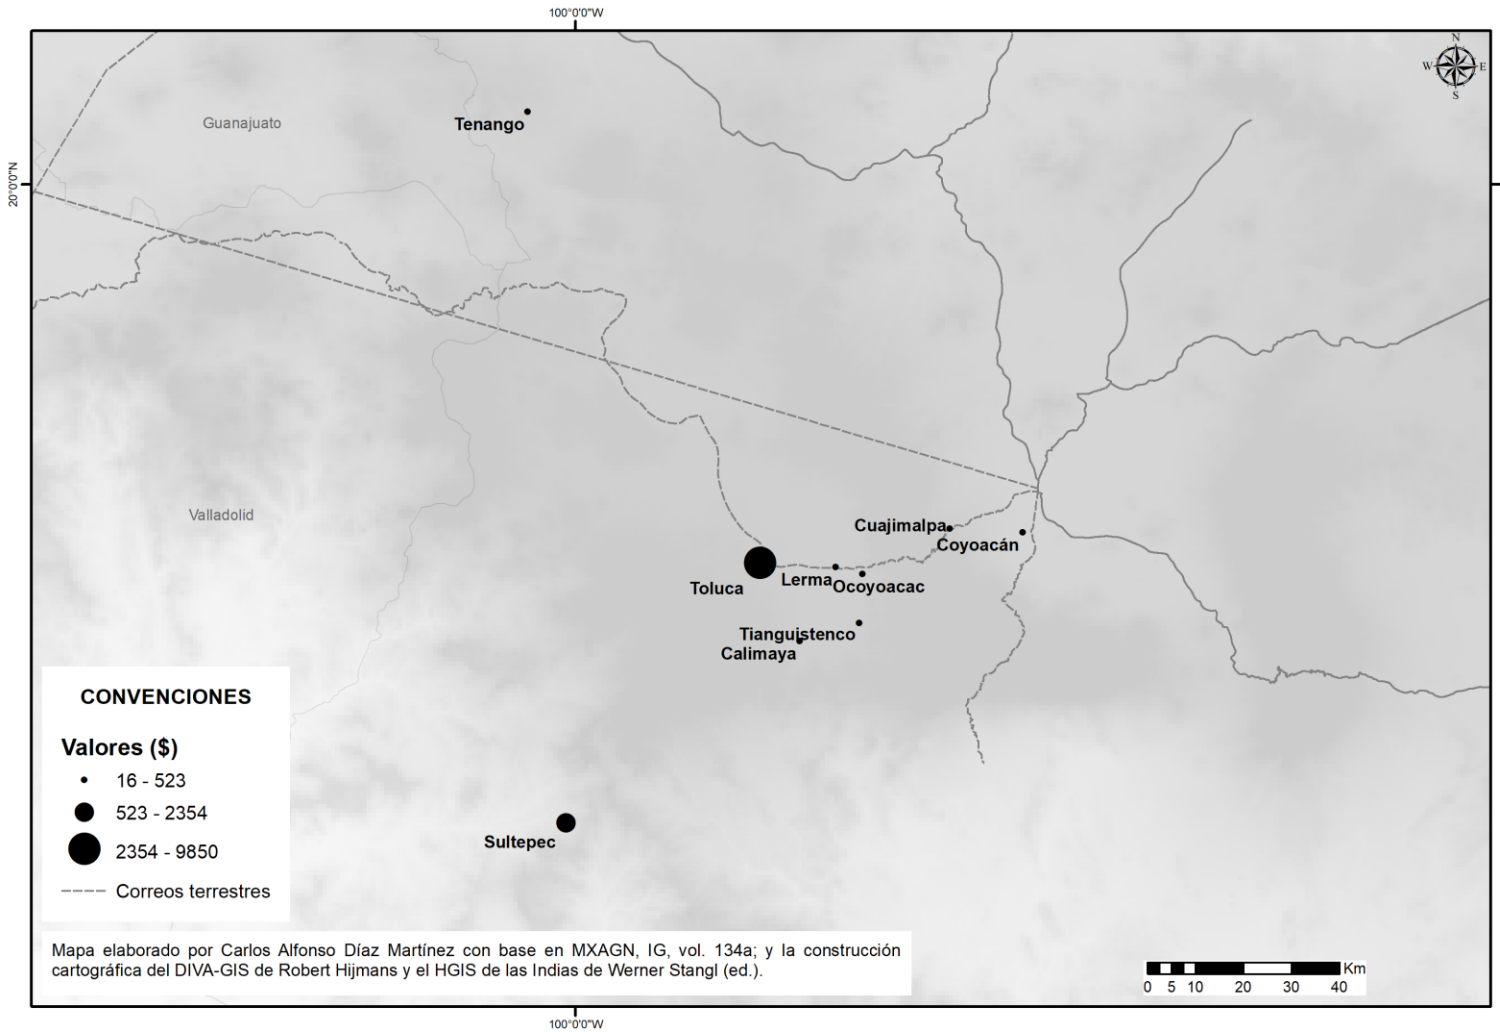 100°0'0"W
N
W E
S
Guanajuato
Tenango
20°0'0"N
Valladolid
Cuajimalpa
Coyoacán
Toluca
Lerma
Ocoyoacac
Tianguistenco
Calimaya
CONVENCIONES
Valores ($)
16 - 523
523 - 2354
2354 - 9850
Correos terrestres
Sultepec
Mapa elaborado por Carlos Alfonso Díaz Martínez con base en MXAGN, IG, vol. 134a; y la construcción
cartográfica del DIVA-GIS de Robert Hijmans y el HGIS de las Indias de Werner Stangl (ed.).
Km
0 5 10 20 30 40
100°0'0"W